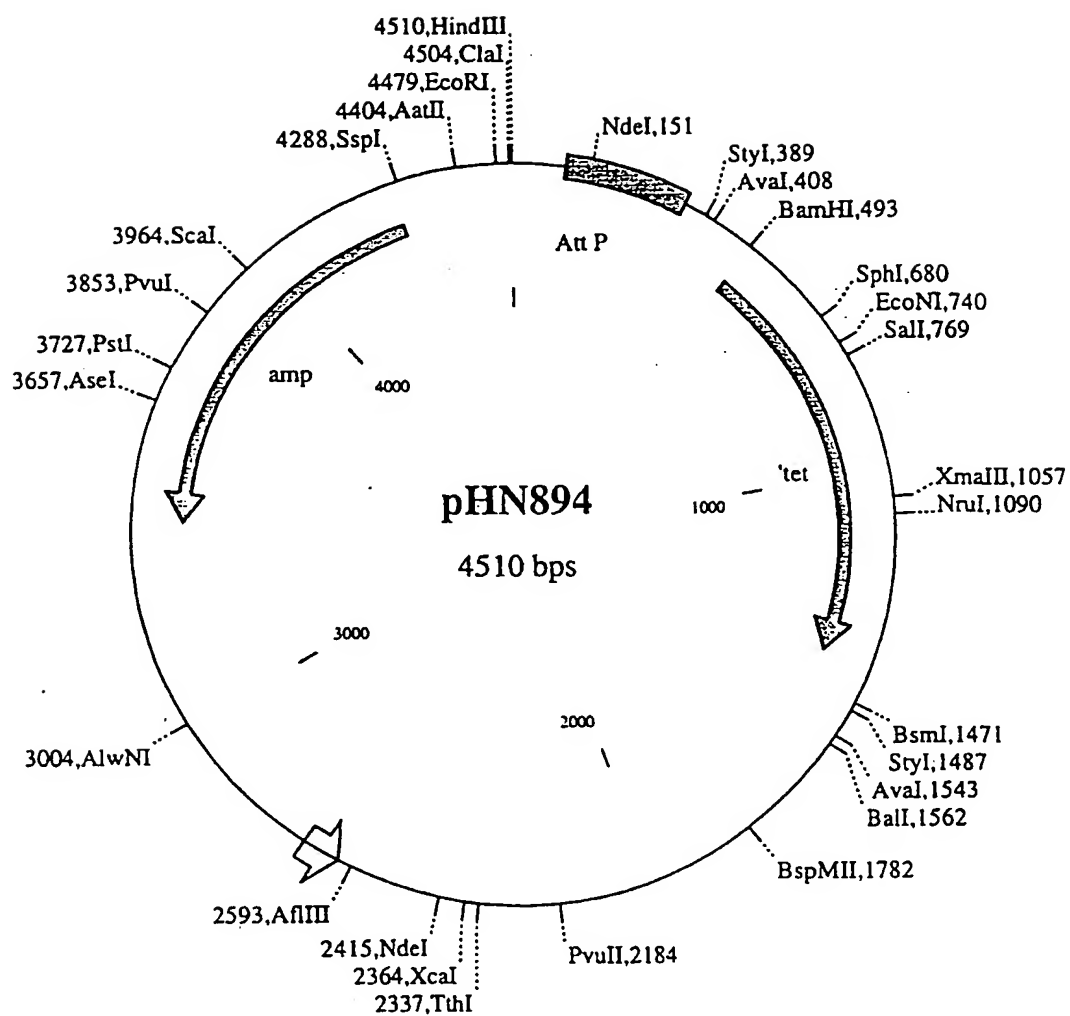 4510,HindIII
4504,ClaI
4479,EcoRI
4404,AatII
4288,SspI
NdeI,151
StyI,389
AvaI,408
BamHI,493
Att P
3964,ScaI
3853,PvuI
3727,PstI
3657,AseI
SphI,680
EcoNI,740
SalI,769
amp
4000
'tet
1000
XmaIII,1057
NruI,1090
pHN894
4510 bps
3000
2000
3004,AlwNI
BsmI,1471
StyI,1487
AvaI,1543
BalI,1562
BspMII,1782
2593,AflIII
2415,NdeI
2364,XcaI
2337,TthI
PvuII,2184